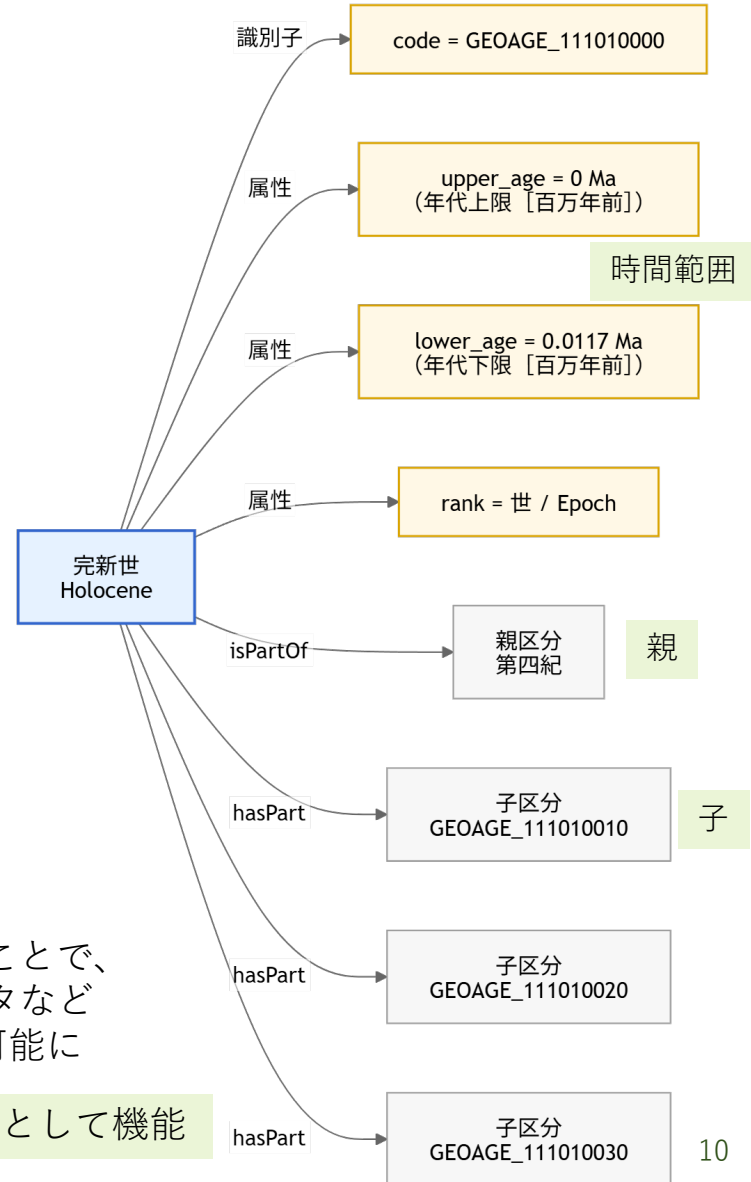 識別子
code = GEOAGE_111010000
属性
upper_age = 0 Ma
（年代上限［百万年前］）
時間範囲
属性
lower_age = 0.0117 Ma
（年代下限［百万年前］）
属性
rank = 世 / Epoch
完新世
Holocene
isPartOf
親区分
第四紀
親
hasPart
子区分
GEOAGE_111010010
子
ことで、
タなど
可能に
hasPart
子区分
GEOAGE_111010020
として機能
hasPart
子区分
GEOAGE_111010030
10